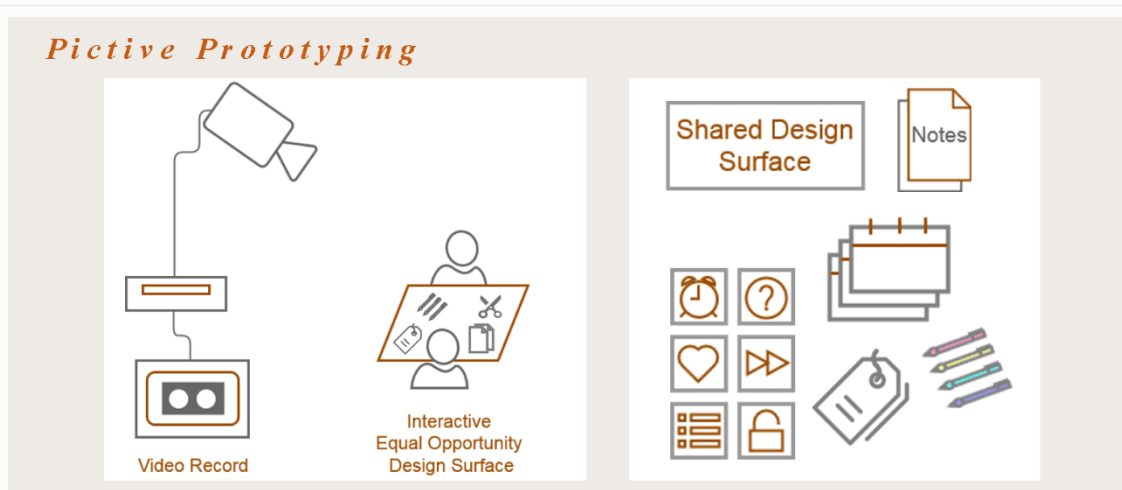 Pictive Prototyping
Video Record
Interactive
Equal Opportunity
Design Surface
Shared Design
Surface
Notes